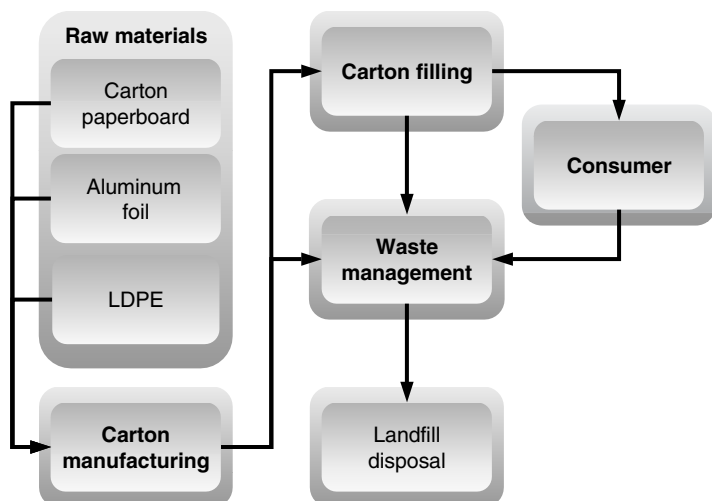 Raw materials
Carton
paperboard
Aluminum
foil
LDPE
Carton
manufacturing
Carton filling
Consumer
Waste
management
Landfill
disposal